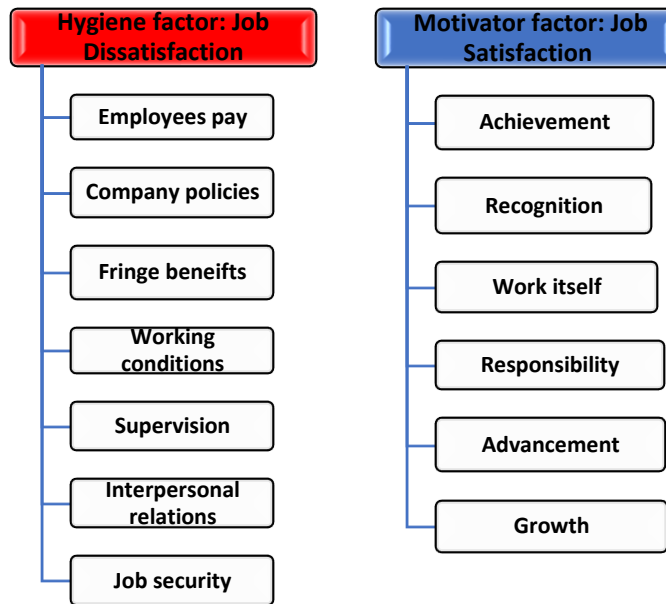 Hygiene factor: Job
Dissatisfaction
Employees pay
Company policies
Fringe beneifts
Working
conditions
Supervision
Interpersonal
relations
Job security
Motivator factor: Job
Satisfaction
Achievement
Recognition
Work itself
Responsibility
Advancement
Growth